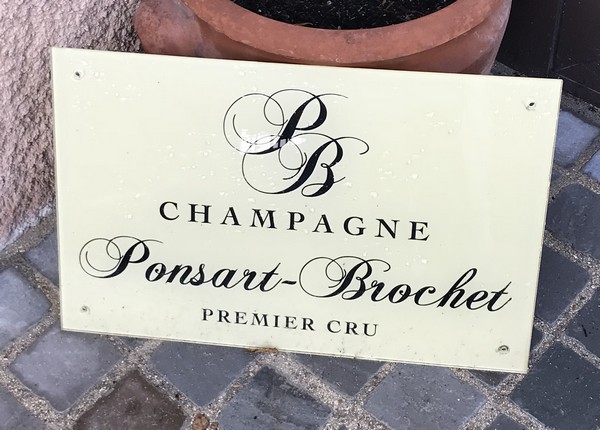 PB
CHAMPAGNE
Ponsart-Brochet
PREMIER CRU